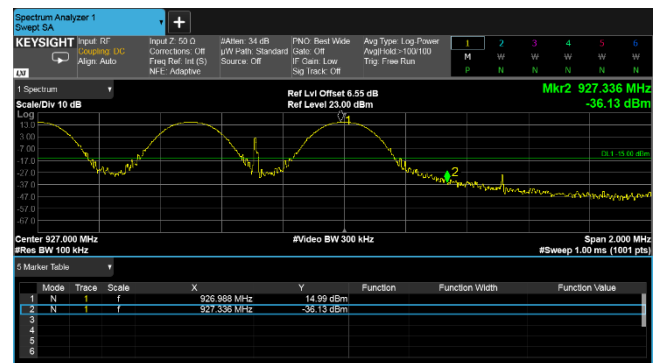 Spectrum Analyzer 1
Swept SA
+
KEYSIGHT Input: RF Input Z: 50 Ω #Atten: 34 dB PNO: Best Wide Avg Type: Log-Power 1 2 3 4 5 6
Coupling: DC Corrections: Off µW Path: Standard Gate: Off Avg|Hold:>100/100 M W W W W W
Align: Auto Freq Ref: Int (S) Source: Off IF Gain: Low Trig: Free Run P N N N N N
LXI NFE: Adaptive Sig Track: Off
1 Spectrum Ref Lvl Offset 6.55 dB Mkr2 927.336 MHz
Scale/Div 10 dB Ref Level 23.00 dBm -36.13 dBm
Log
13.0
3.00
-7.00
-17.0 DL1 -15.00 dBm
-27.0
-37.0
-47.0
-57.0
-67.0
1
2
Center 927.000 MHz #Video BW 300 kHz Span 2.000 MHz
#Res BW 100 kHz #Sweep 1.00 ms (1001 pts)
5 Marker Table
Mode Trace Scale X Y Function Function Width Function Value
1 N 1 f 926.988 MHz 14.99 dBm
2 N 1 f 927.336 MHz -36.13 dBm
3
4
5
6